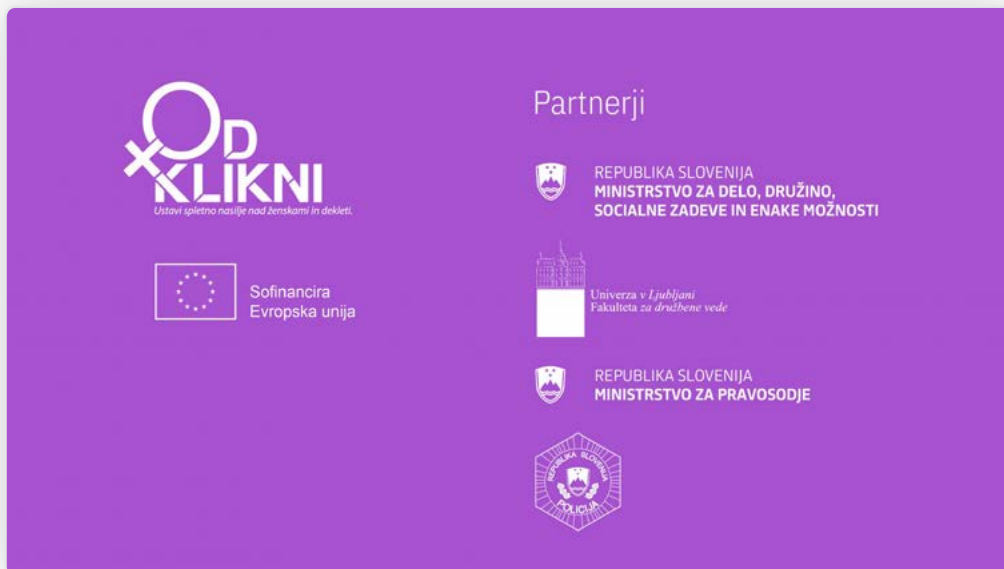 OD
KLIKNI
Ustavi spletno nasilje nad ženskami in dekleti.
Sofinancira
Evropska unija
Partnerji
REPUBLIKA SLOVENIJA
MINISTRSTVO ZA DELO, DRUŽINO,
SOCIALNE ZADEVE IN ENAKE MOŽNOSTI
Univerza v Ljubljani
Fakulteta za družbene vede
REPUBLIKA SLOVENIJA
MINISTRSTVO ZA PRAVOSODJE
REPUBLIKA SLOVENIJA
POLICIJA